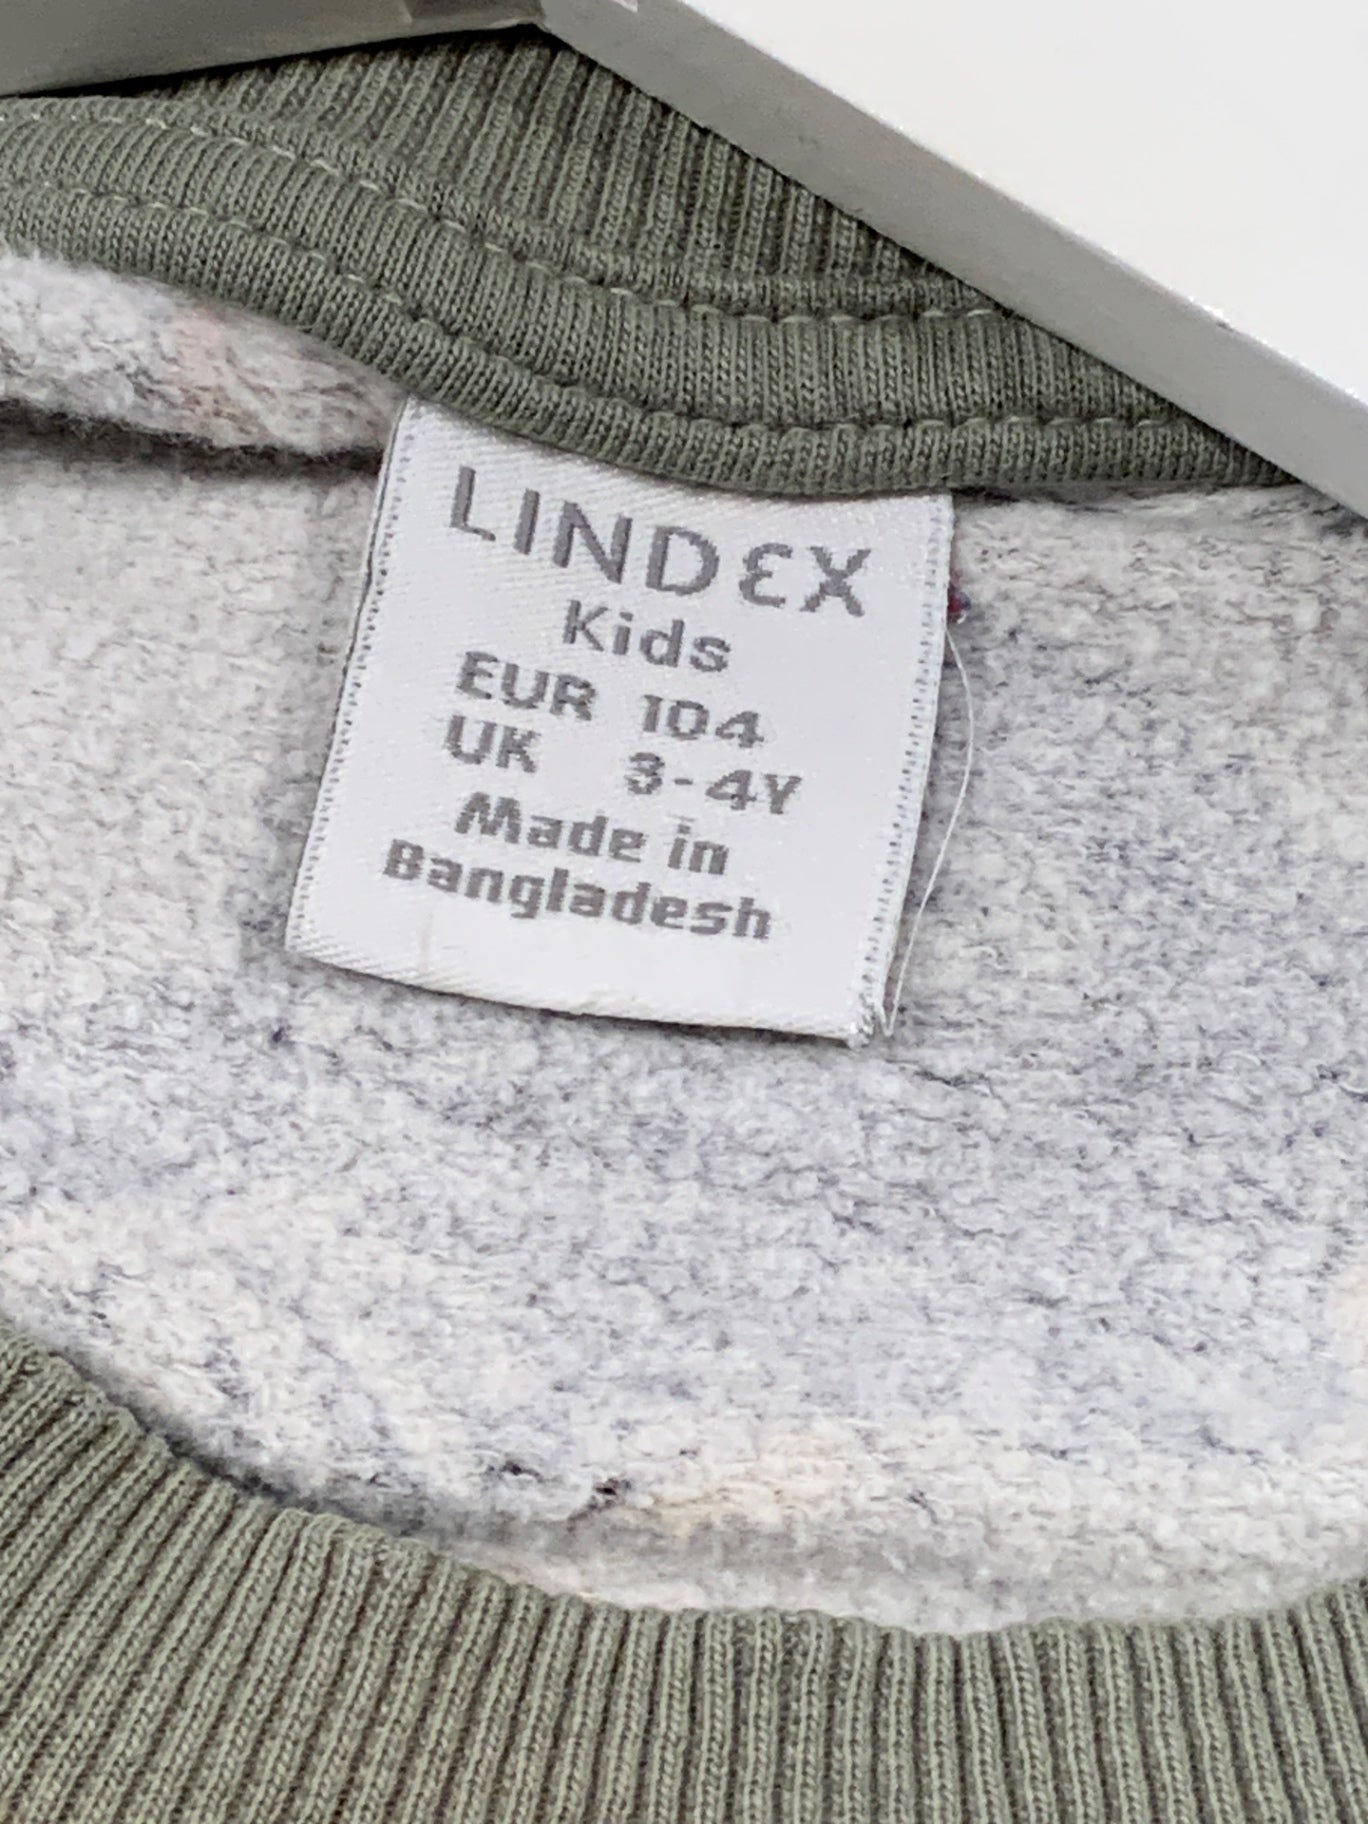 LINDEX
Kids
EUR 104
UK 3-4Y
Made in
Bangladesh